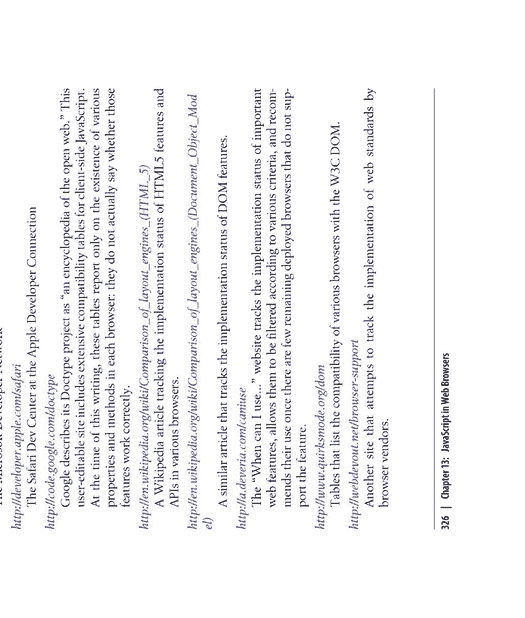 The Microsoft Developer Network
http://developer.apple.com/safari
The Safari Dev Center at the Apple Developer Connection
http://code.google.com/doctype
Google describes its Doctype project as “an encyclopedia of the open web.” This
user-editable site includes extensive compatibility tables for client-side JavaScript.
At the time of this writing, these tables report only on the existence of various
properties and methods in each browser: they do not actually say whether those
features work correctly.
http://en.wikipedia.org/wiki/Comparison_of_layout_engines_(HTML_5)
A Wikipedia article tracking the implementation status of HTML5 features and
APIs in various browsers.
http://en.wikipedia.org/wiki/Comparison_of_layout_engines_(Document_Object_Mod
el)
A similar article that tracks the implementation status of DOM features.
http://a.deveria.com/caniuse
The “When can I use...” website tracks the implementation status of important
web features, allows them to be filtered according to various criteria, and recom-
mends their use once there are few remaining deployed browsers that do not sup-
port the feature.
http://www.quirksmode.org/dom
Tables that list the compatibility of various browsers with the W3C DOM.
http://webdevout.net/browser-support
Another site that attempts to track the implementation of web standards by
browser vendors.
326 | Chapter 13: JavaScript in Web Browsers